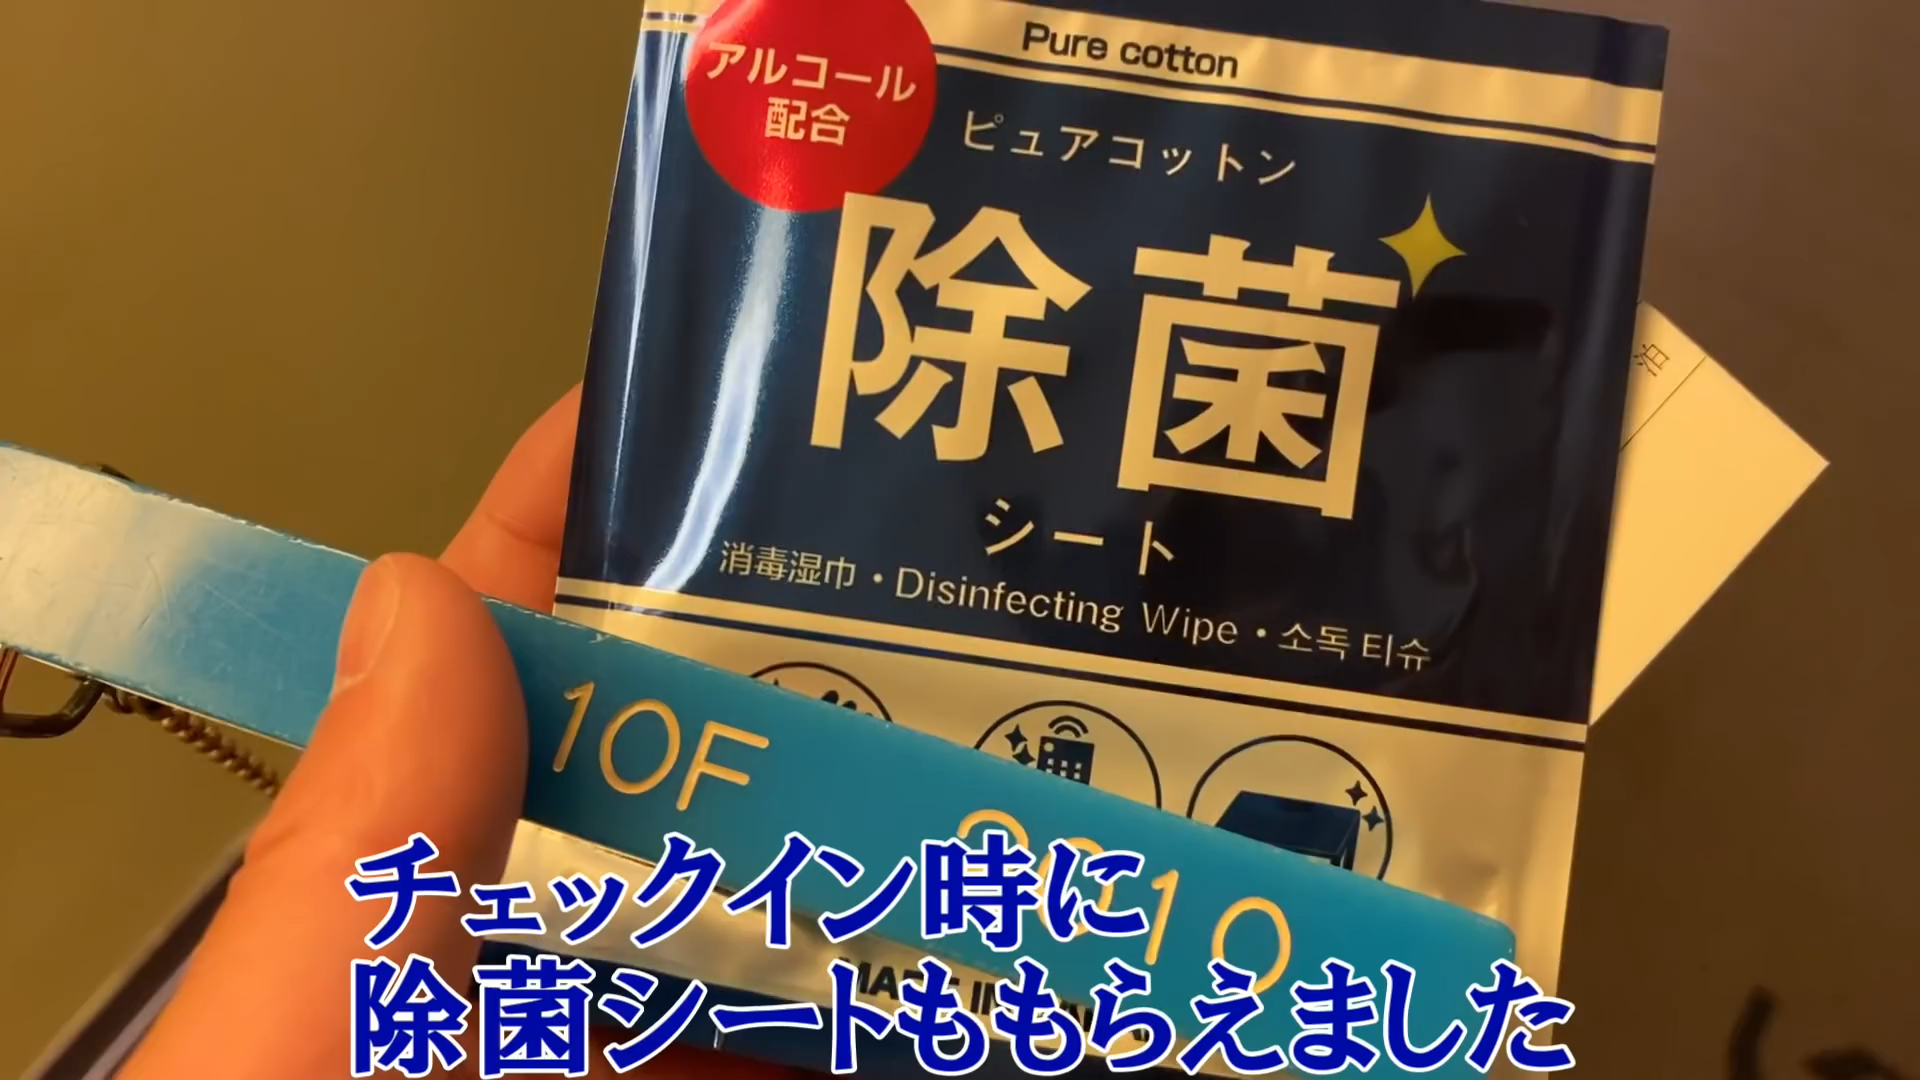 Pure cotton
アルコール
配合
ピュアコットン
除菌
シート
消毒湿巾・Disinfecting Wipe・소독 티슈
泊
10F
チェックイン時に
除菌シートももらえました